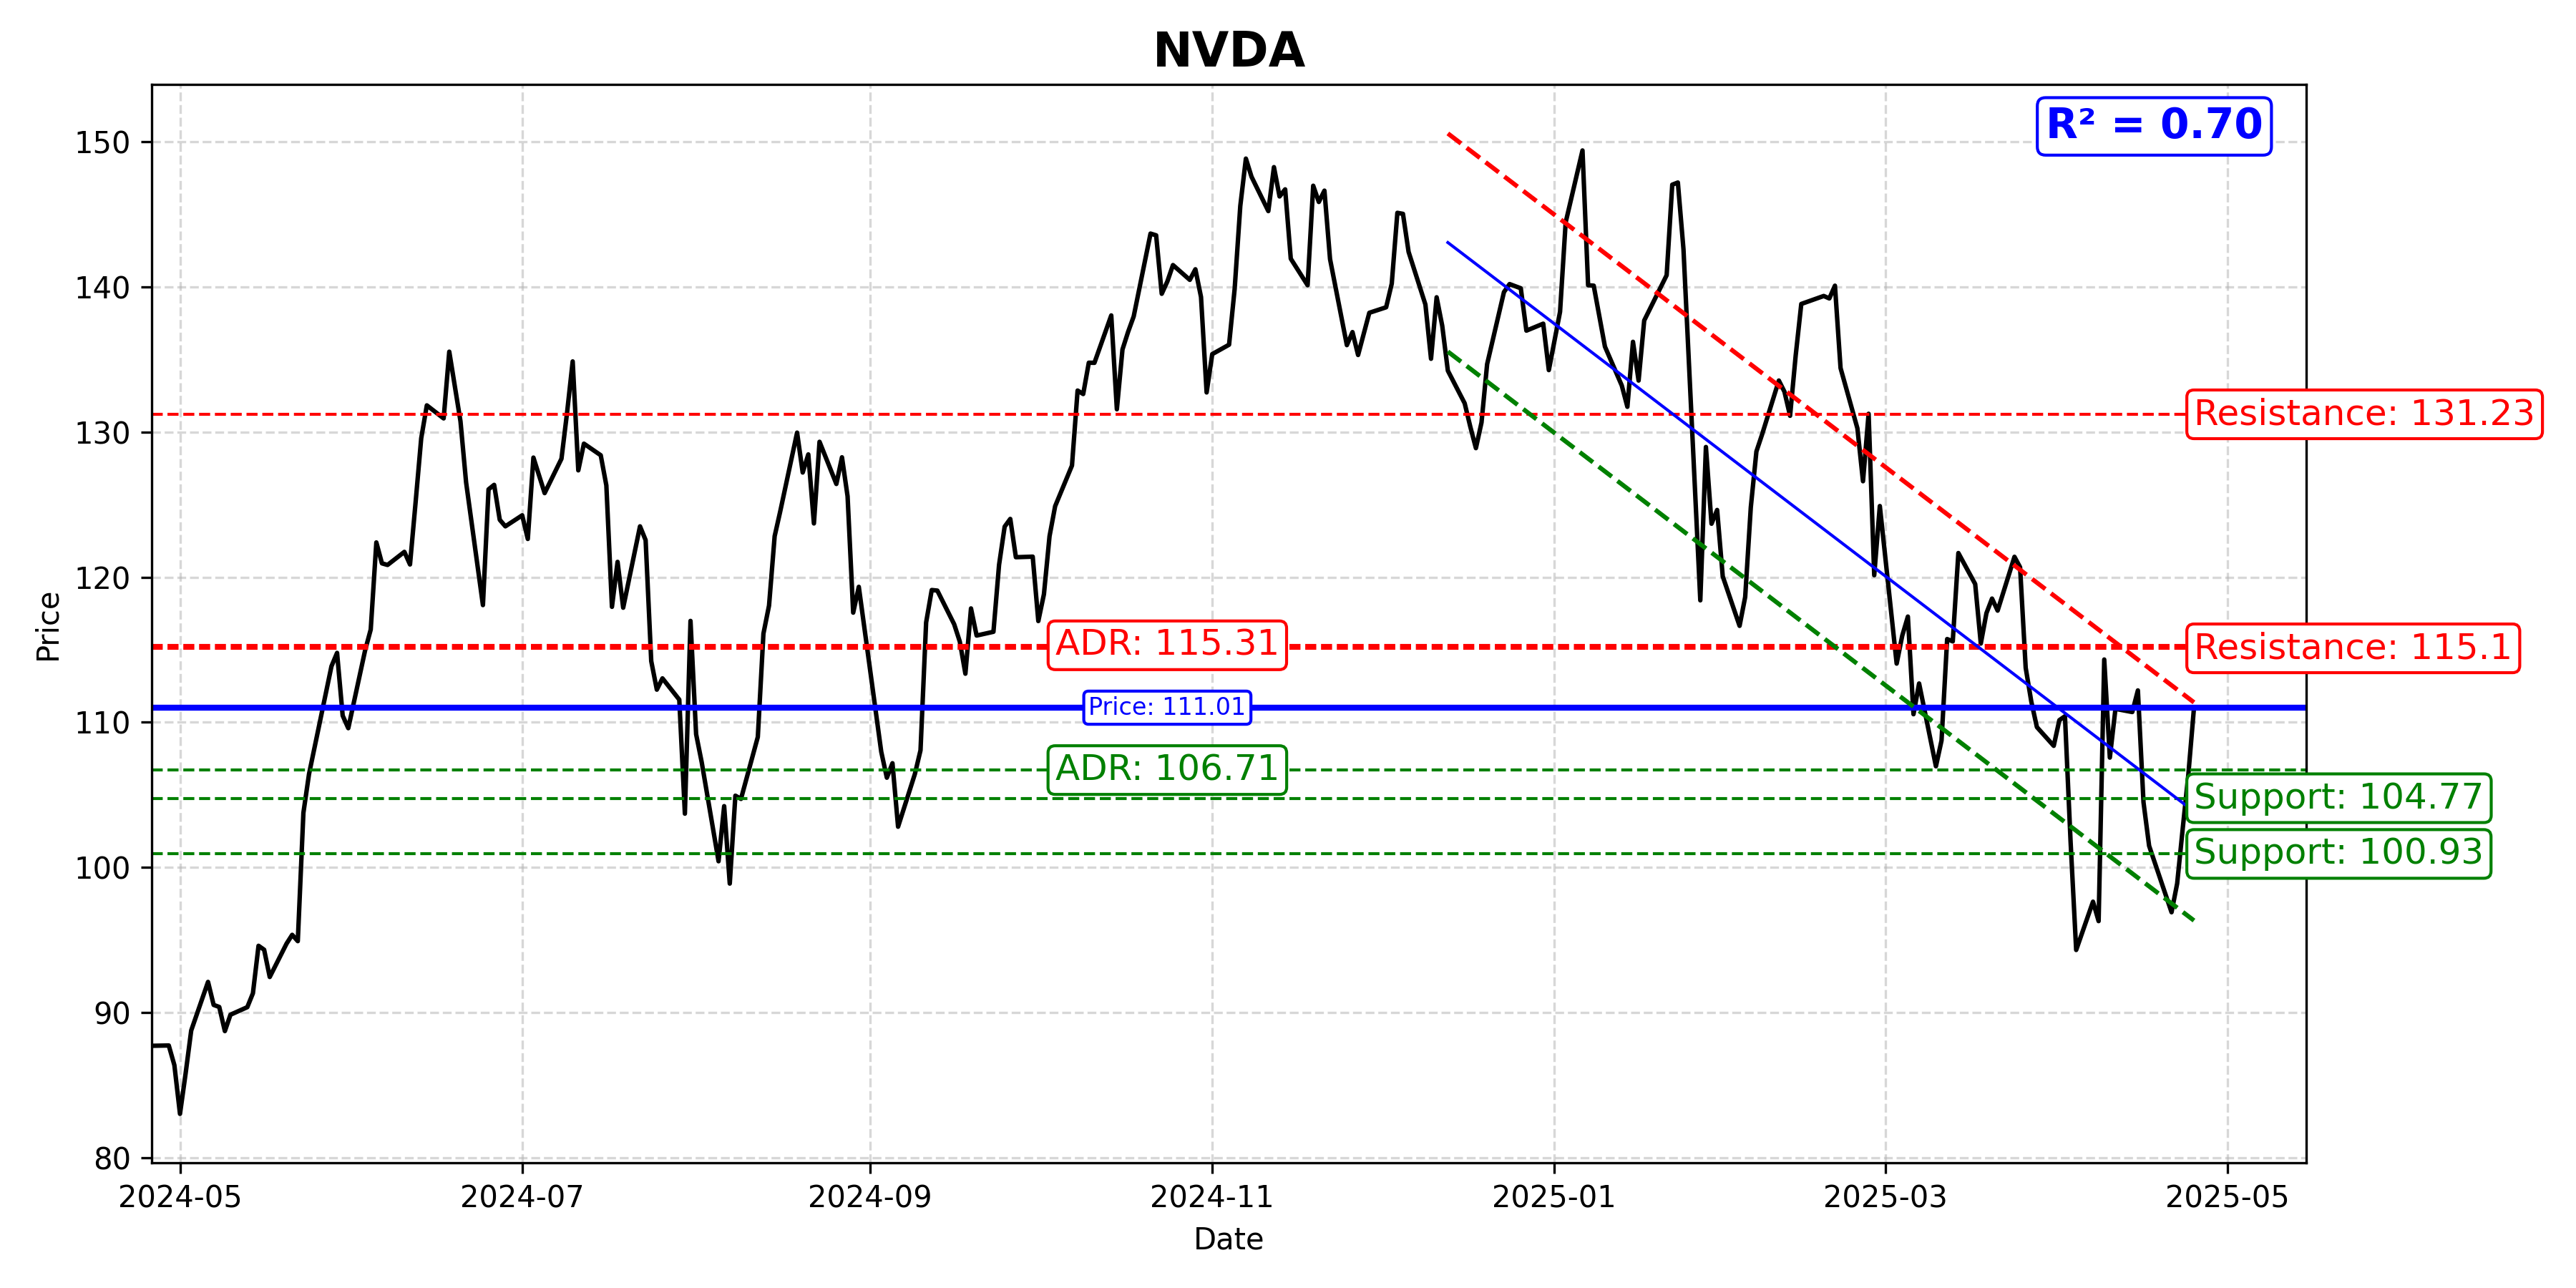 NVDA
R² = 0.70
150
140
130
120
110
100
90
80
Price
Resistance: 131.23
ADR: 115.31
Resistance: 115.1
Price: 111.01
ADR: 106.71
Support: 104.77
Support: 100.93
2024-05
2024-07
2024-09
2024-11
2025-01
2025-03
2025-05
Date